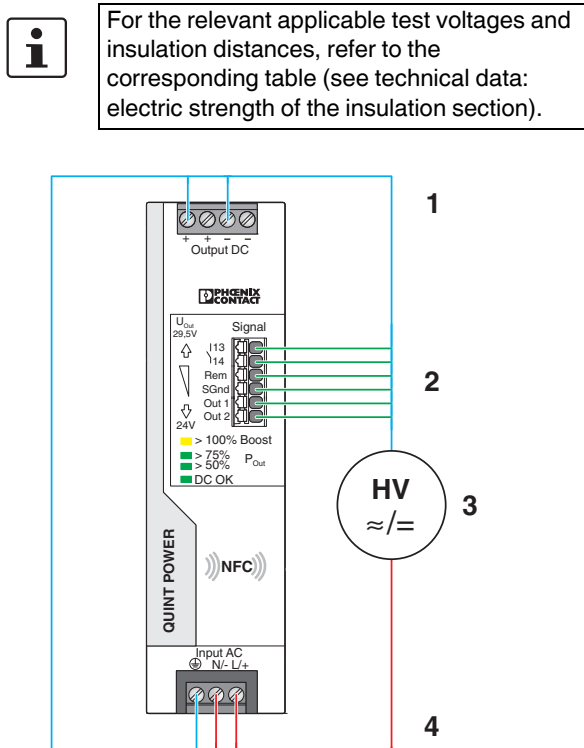 For the relevant applicable test voltages and
insulation distances, refer to the
corresponding table (see technical data:
electric strength of the insulation section).
1
+ + – –
Output DC
PHŒNIX
CONTACT
UOut
29,5V
Signal
13
14
Rem
SGnd
Out 1
Out 2
24V
2
> 100% Boost
> 75%
> 50%
POut
DC OK
HV
≈/=
3
QUINT POWER
NFC
Input AC
N/- L/+
4